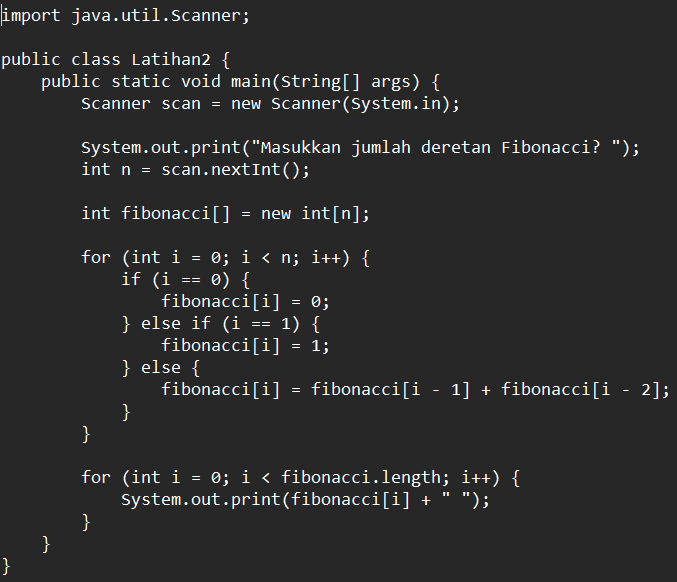 import java.util.Scanner;

public class Latihan2 {
    public static void main(String[] args) {
        Scanner scan = new Scanner(System.in);

        System.out.print("Masukkan jumlah deretan Fibonacci? ");
        int n = scan.nextInt();

        int fibonacci[] = new int[n];

        for (int i = 0; i < n; i++) {
            if (i == 0) {
                fibonacci[i] = 0;
            } else if (i == 1) {
                fibonacci[i] = 1;
            } else {
                fibonacci[i] = fibonacci[i - 1] + fibonacci[i - 2];
            }
        }

        for (int i = 0; i < fibonacci.length; i++) {
            System.out.print(fibonacci[i] + " ");
        }
    }
}